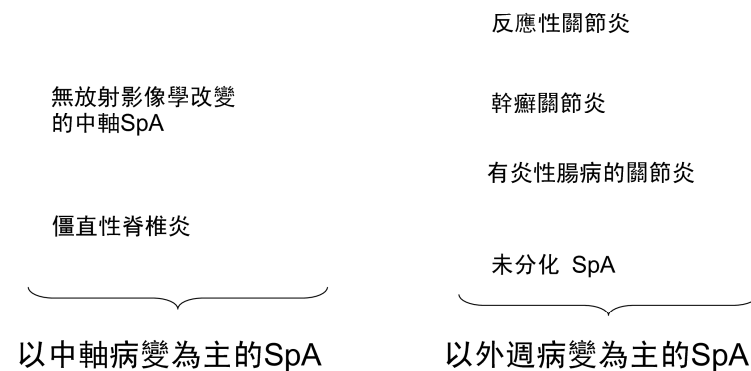 無放射影像學改變
的中軸SpA
僵直性脊椎炎
以中軸病變為主的SpA
反應性關節炎
幹癬關節炎
有炎性腸病的關節炎
未分化 SpA
以外週病變為主的SpA